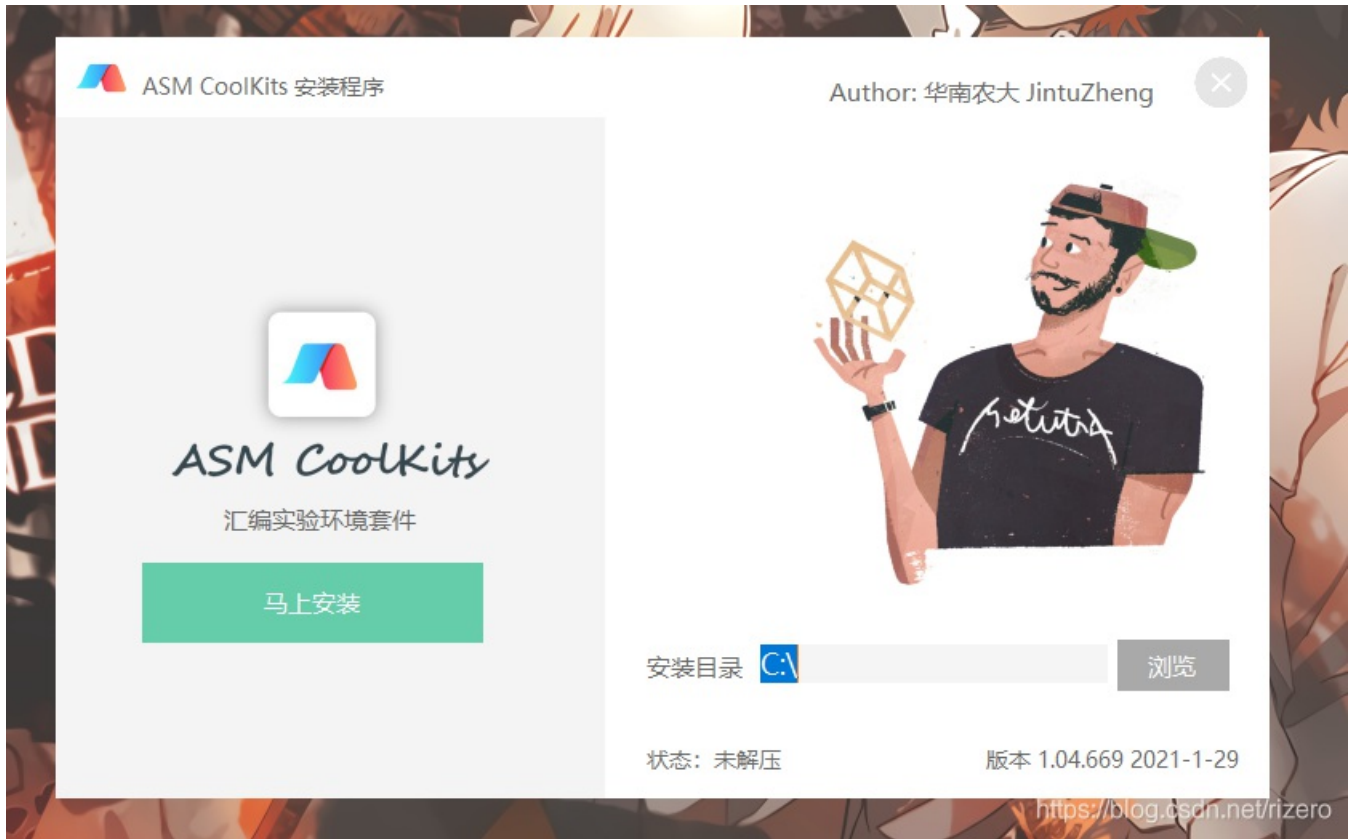 ASM CoolKits 安装程序
Author: 华南农大 JintuZheng
ASM CoolKits
汇编实验环境套件
马上安装
安装目录 C:\ 浏览
状态：未解压
版本 1.04.669 2021-1-29
https://blog.csdn.net/rizero